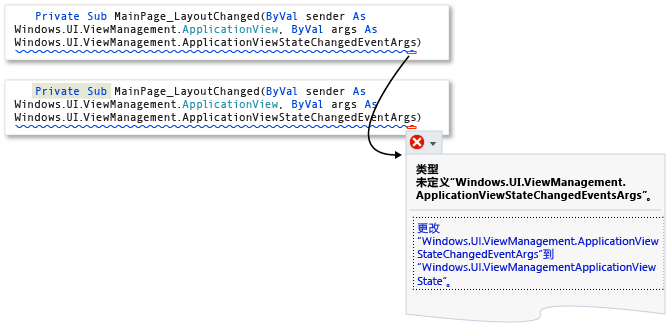 Private Sub MainPage_LayoutChanged(ByVal sender As
Windows.UI.ViewManagement.ApplicationView, ByVal args As
Windows.UI.ViewManagement.ApplicationViewStateChangedEventArgs)
Private Sub MainPage_LayoutChanged(ByVal sender As
Windows.UI.ViewManagement.ApplicationView, ByVal args As
Windows.UI.ViewManagement.ApplicationViewStateChangedEventArgs)
类型
未定义“Windows.UI.ViewManagement.
ApplicationViewStateChangedEventsArgs”。
更改
“Windows.UI.ViewManagement.ApplicationView
StateChangedEventArgs”到
“Windows.UI.ViewManagementApplicationView
State”。